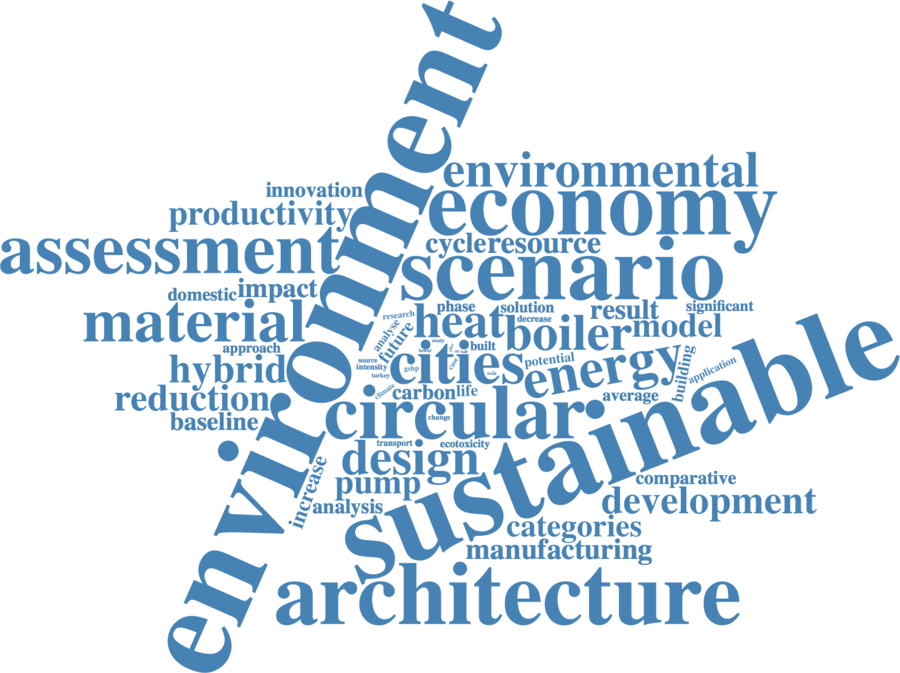 environment
environmental
innovation
economy
productivity
assessment
cycle
resource
scenario
impact
domestic
phase
solution
result
significant
material
research
heat
decrease
boiler
model
analyse
future
study
built
approach
cities
source
hybrid
intensity
gshp
potential
energy
building
application
turkey
climate
carbon
life
average
reduction
circular
change
baseline
sustainable
transport
ecotoxicity
design
increase
pump
comparative
analysis
development
categories
manufacturing
architecture